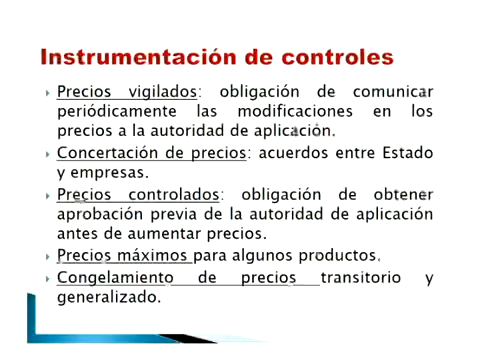 Instrumentación de controles
Precios vigilados: obligación de comunicar
periódicamente las modificaciones en los
precios a la autoridad de aplicación.
Concertación de precios: acuerdos entre Estado
y empresas.
Precios controlados: obligación de obtener
aprobación previa de la autoridad de aplicación
antes de aumentar precios.
Precios máximos para algunos productos.
Congelamiento de precios transitorio y
generalizado.